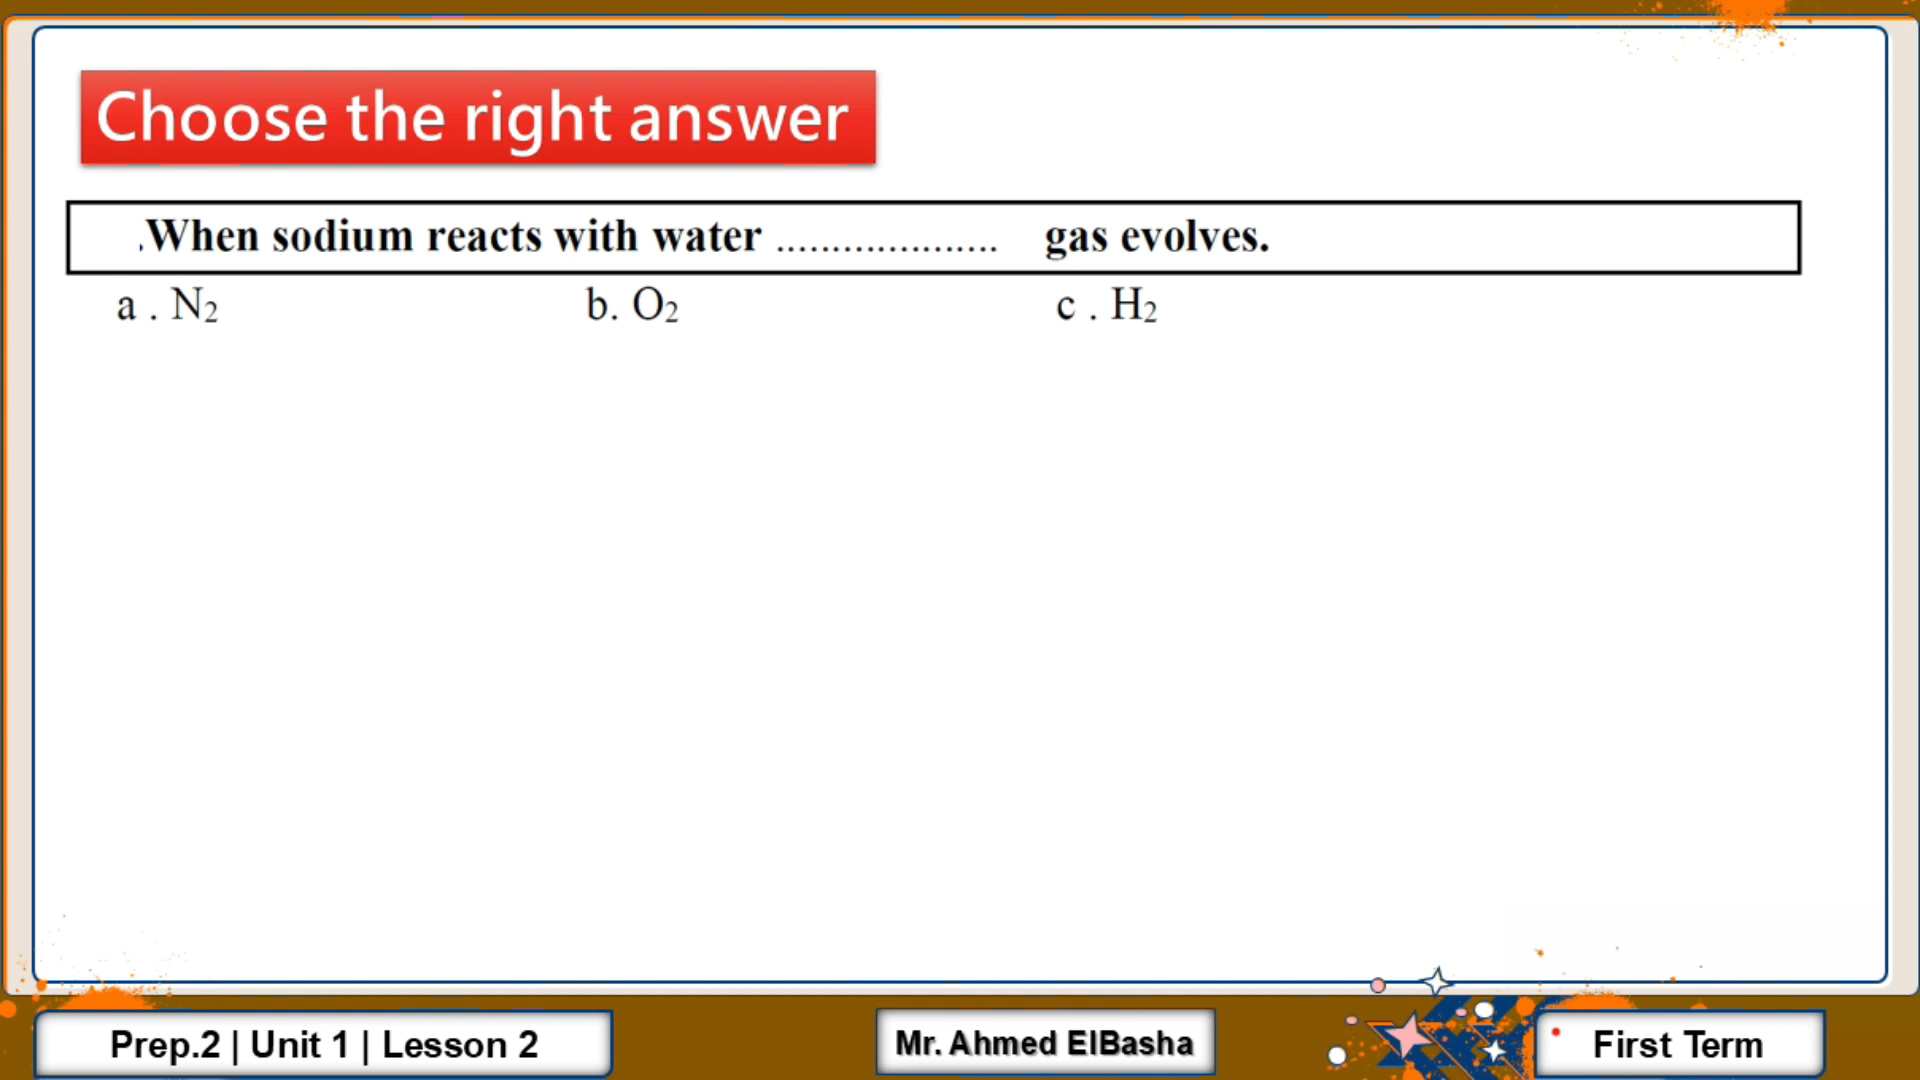 Choose the right answer
.When sodium reacts with water .................... gas evolves.
a . N₂ b. O₂ c . H₂
Prep.2 | Unit 1 | Lesson 2
Mr. Ahmed ElBasha
First Term